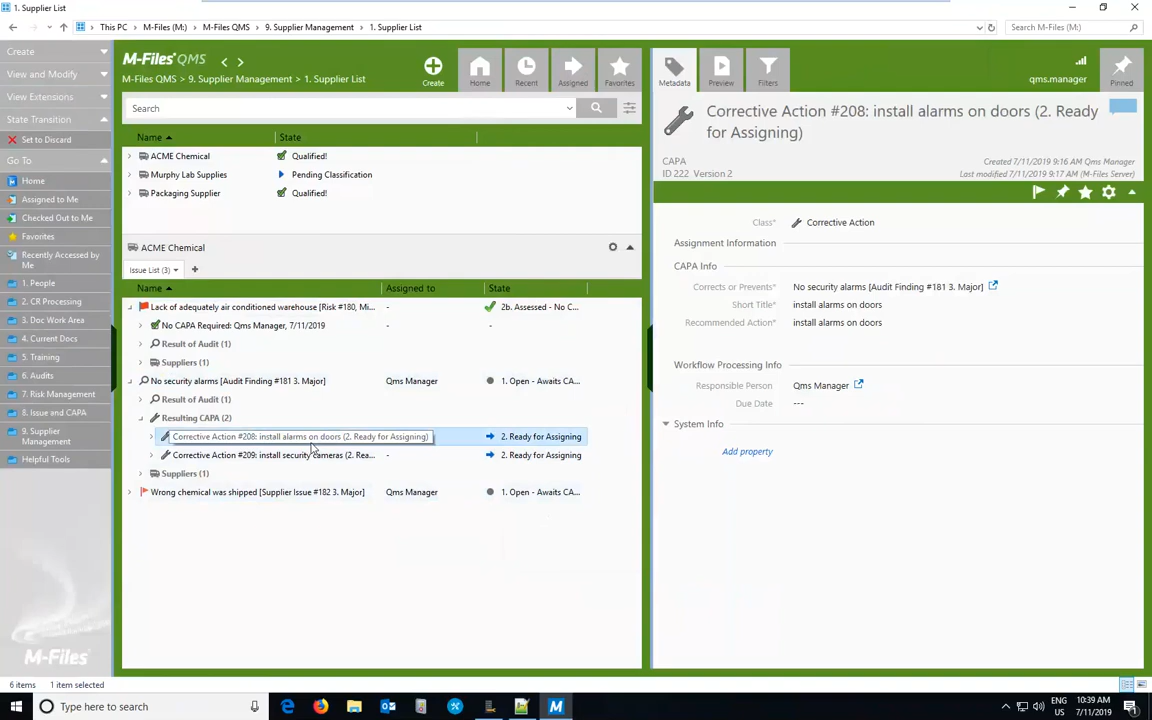 1. Supplier List
This PC › M-Files (M:) › M-Files QMS › 9. Supplier Management › 1. Supplier List
Search M-Files (M:)
Create
View and Modify
View Extensions
State Transition
Set to Discard
Go To
Home
Assigned to Me
Checked Out to Me
Favorites
Recently Accessed by
Me
1. People
2. CR Processing
3. Doc Work Area
4. Current Docs
5. Training
6. Audits
7. Risk Management
8. Issue and CAPA
9. Supplier
Management
Helpful Tools
M-Files
M-Files QMS
M-Files QMS > 9. Supplier Management > 1. Supplier List
Create
Home
Recent
Assigned
Favorites
Search
Name State
ACME Chemical Qualified!
Murphy Lab Supplies Pending Classification
Packaging Supplier Qualified!
ACME Chemical
Issue List (3)
Name Assigned to State
Lack of adequately air conditioned warehouse [Risk #180, Mi... - 2b. Assessed - No C...
No CAPA Required: Qms Manager, 7/11/2019 - -
Result of Audit (1)
Suppliers (1)
No security alarms [Audit Finding #181 3. Major] Qms Manager 1. Open - Awaits CA...
Result of Audit (1)
Resulting CAPA (2)
Corrective Action #208: install alarms on doors (2. Ready for Assigning) 2. Ready for Assigning
Corrective Action #209: install security cameras (2. Rea... - 2. Ready for Assigning
Suppliers (1)
Wrong chemical was shipped [Supplier Issue #182 3. Major] Qms Manager 1. Open - Awaits CA...
Metadata
Preview
Filters
qms.manager
Pinned
Corrective Action #208: install alarms on doors (2. Ready
for Assigning)
CAPA
ID 222 Version 2
Created 7/11/2019 9:16 AM Qms Manager
Last modified 7/11/2019 9:17 AM (M-Files Server)
Class* Corrective Action
Assignment Information
CAPA Info
Corrects or Prevents* No security alarms [Audit Finding #181 3. Major]
Short Title* install alarms on doors
Recommended Action* install alarms on doors
Workflow Processing Info
Responsible Person Qms Manager
Due Date ---
System Info
Add property
6 items 1 item selected
Type here to search
ENG
US
10:39 AM
7/11/2019